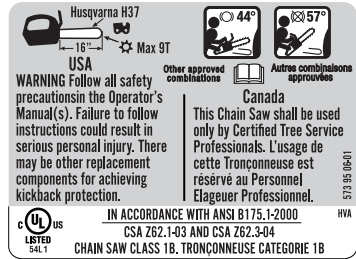 Husqvarna H37
16"
Max 9T
44°
57°
Other approved
combinations
Autres combinaisons
approuvées
USA
WARNING Follow all safety
precautionsin the Operator's
Manual(s). Failure to follow
instructions could result in
serious personal injury. There
may be other replacement
components for achieving
kickback protection.
Canada
This Chain Saw shall be used
only by Certified Tree Service
Professionals. L'usage de
cette Tronçonneuse est
résérvé au Personnel
Elagueur Professionnel.
573 95 06-01
HVA
C UL US
LISTED
54L1
IN ACCORDANCE WITH ANSI B175.1-2000
CSA Z62.1-03 AND CSA Z62.3-04
CHAIN SAW CLASS 1B. TRONÇONNEUSE CATEGORIE 1B